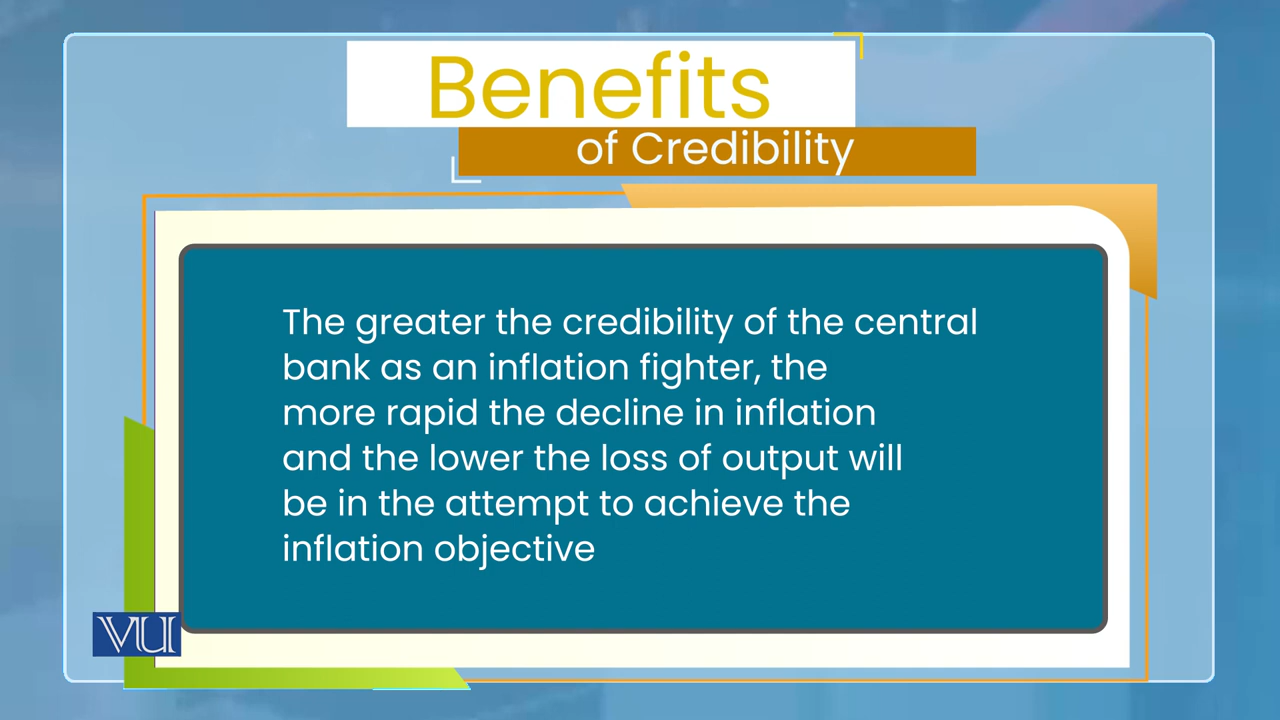 Benefits
of Credibility
The greater the credibility of the central
bank as an inflation fighter, the
more rapid the decline in inflation
and the lower the loss of output will
be in the attempt to achieve the
inflation objective
VU